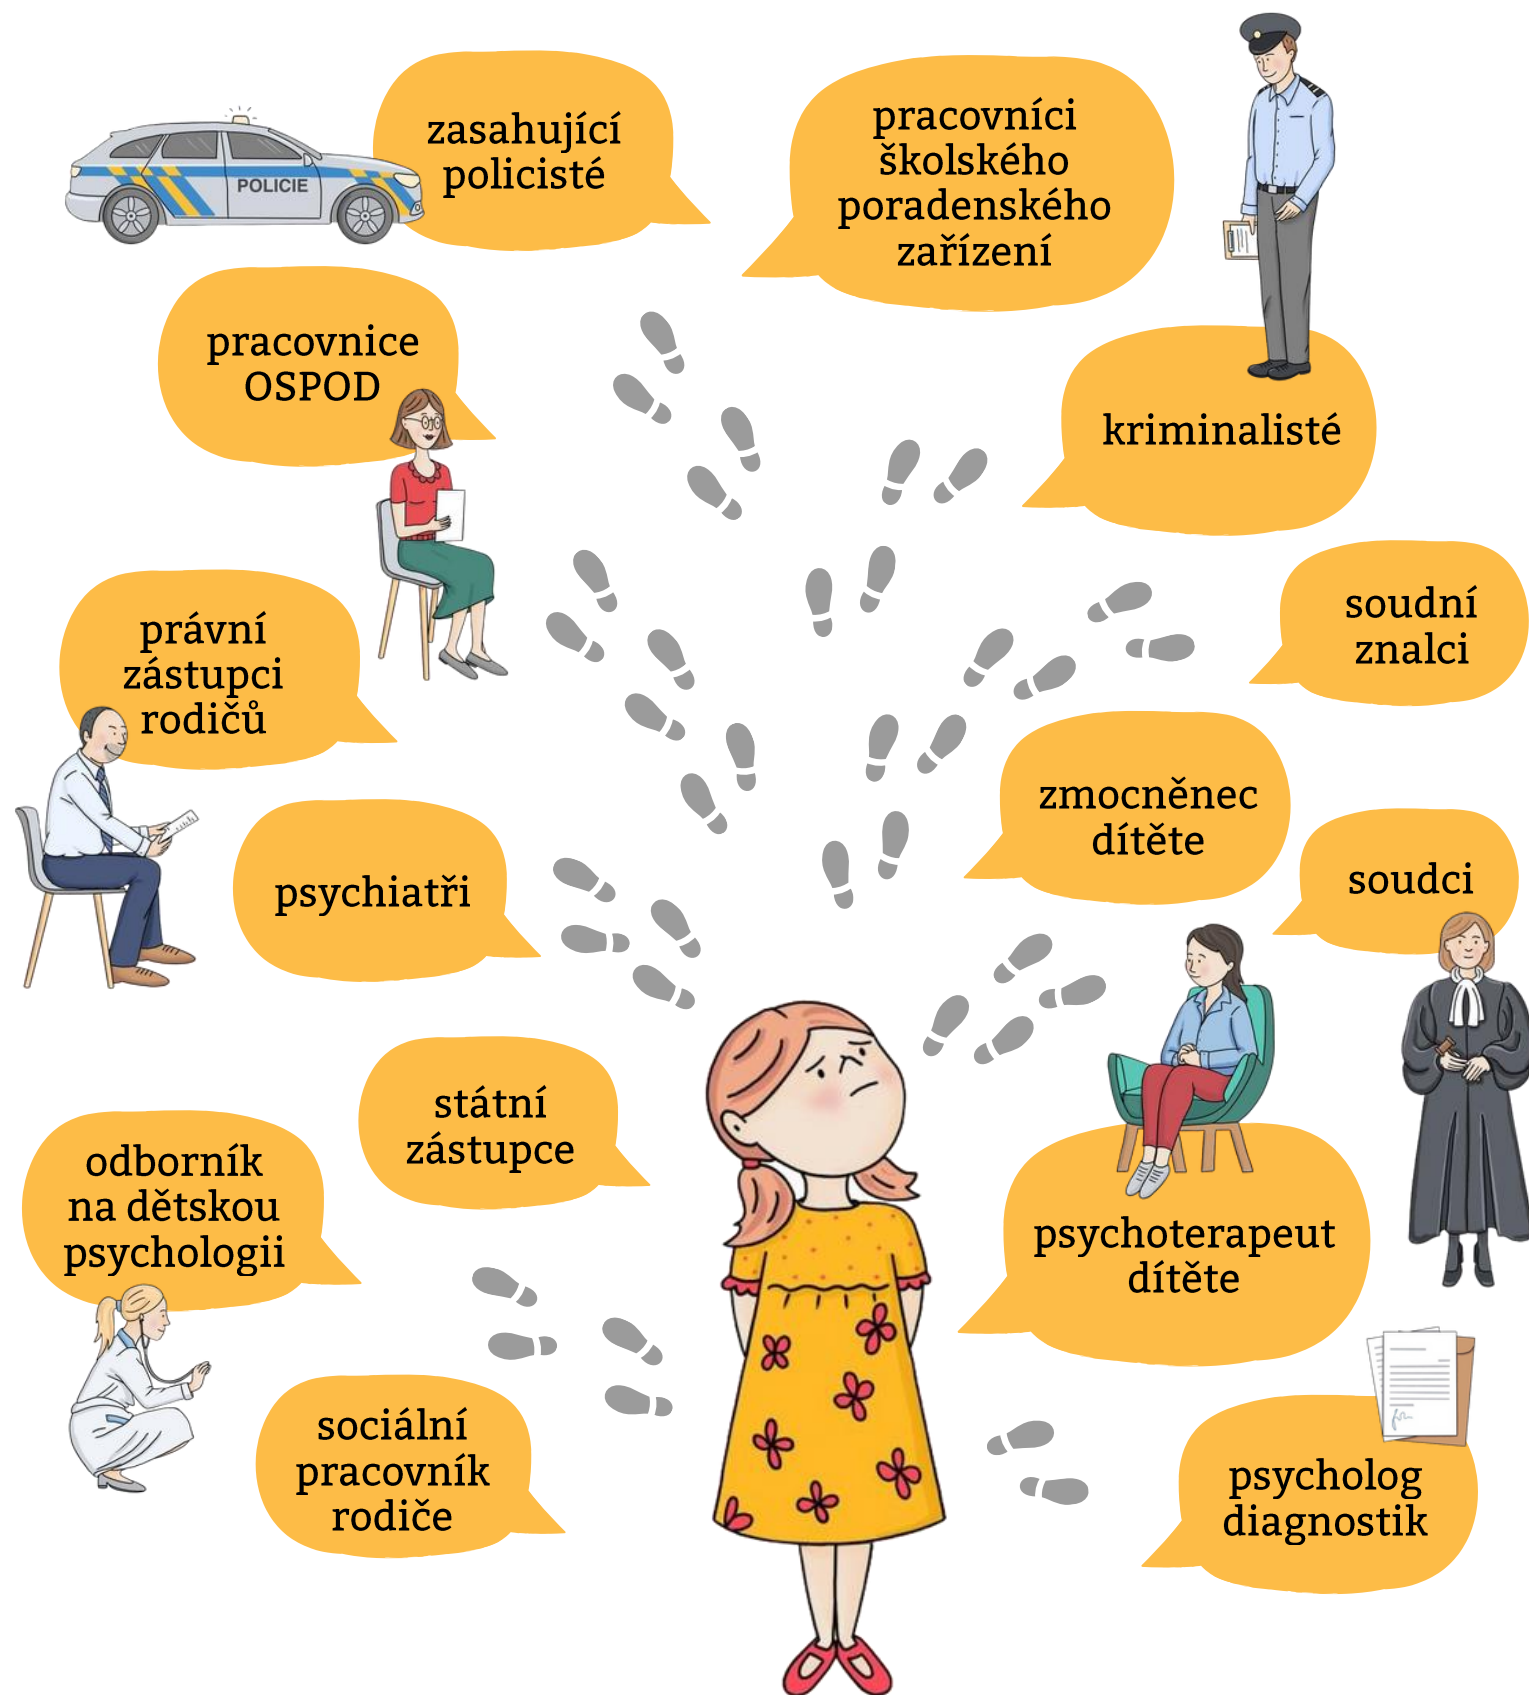 zasahující
policisté
POLICIE
pracovníci
školského
poradenského
zařízení
pracovnice
OSPOD
kriminalisté
právní
zástupci
rodičů
soudní
znalci
zmocněnec
dítěte
soudci
psychiatři
státní
zástupce
odborník
na dětskou
psychologii
psychoterapeut
dítěte
sociální
pracovník
rodiče
psycholog
diagnostik